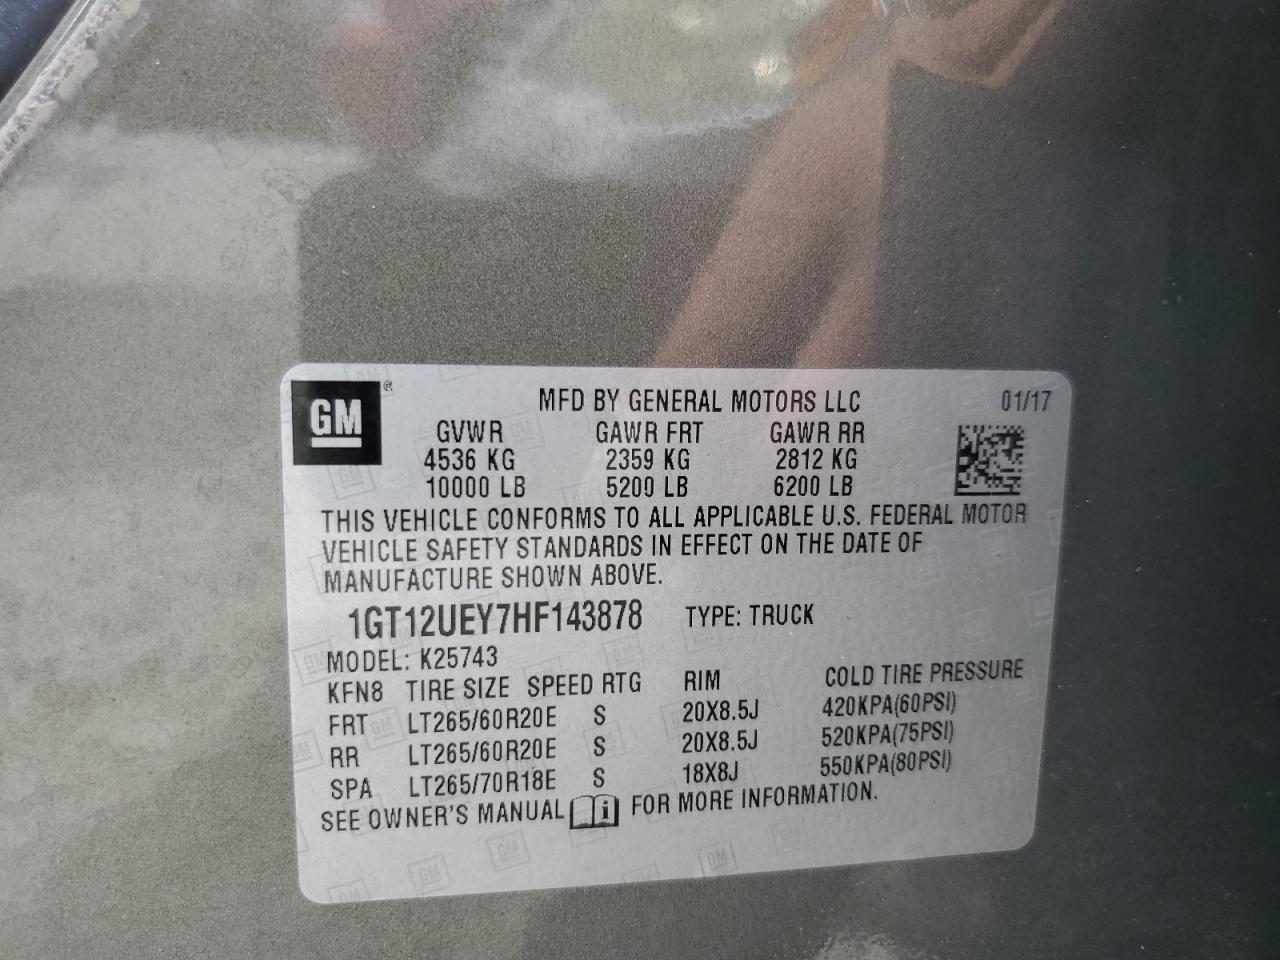 GM ®
MFD BY GENERAL MOTORS LLC 01/17
GVWR GAWR FRT GAWR RR
4536 KG 2359 KG 2812 KG
10000 LB 5200 LB 6200 LB
THIS VEHICLE CONFORMS TO ALL APPLICABLE U.S. FEDERAL MOTOR
VEHICLE SAFETY STANDARDS IN EFFECT ON THE DATE OF
MANUFACTURE SHOWN ABOVE.
1GT12UEY7HF143878 TYPE: TRUCK
MODEL: K25743
KFN8 TIRE SIZE SPEED RTG RIM COLD TIRE PRESSURE
FRT LT265/60R20E S 20X8.5J 420KPA(60PSI)
RR LT265/60R20E S 20X8.5J 520KPA(75PSI)
SPA LT265/70R18E S 18X8J 550KPA(80PSI)
SEE OWNER'S MANUAL i FOR MORE INFORMATION.